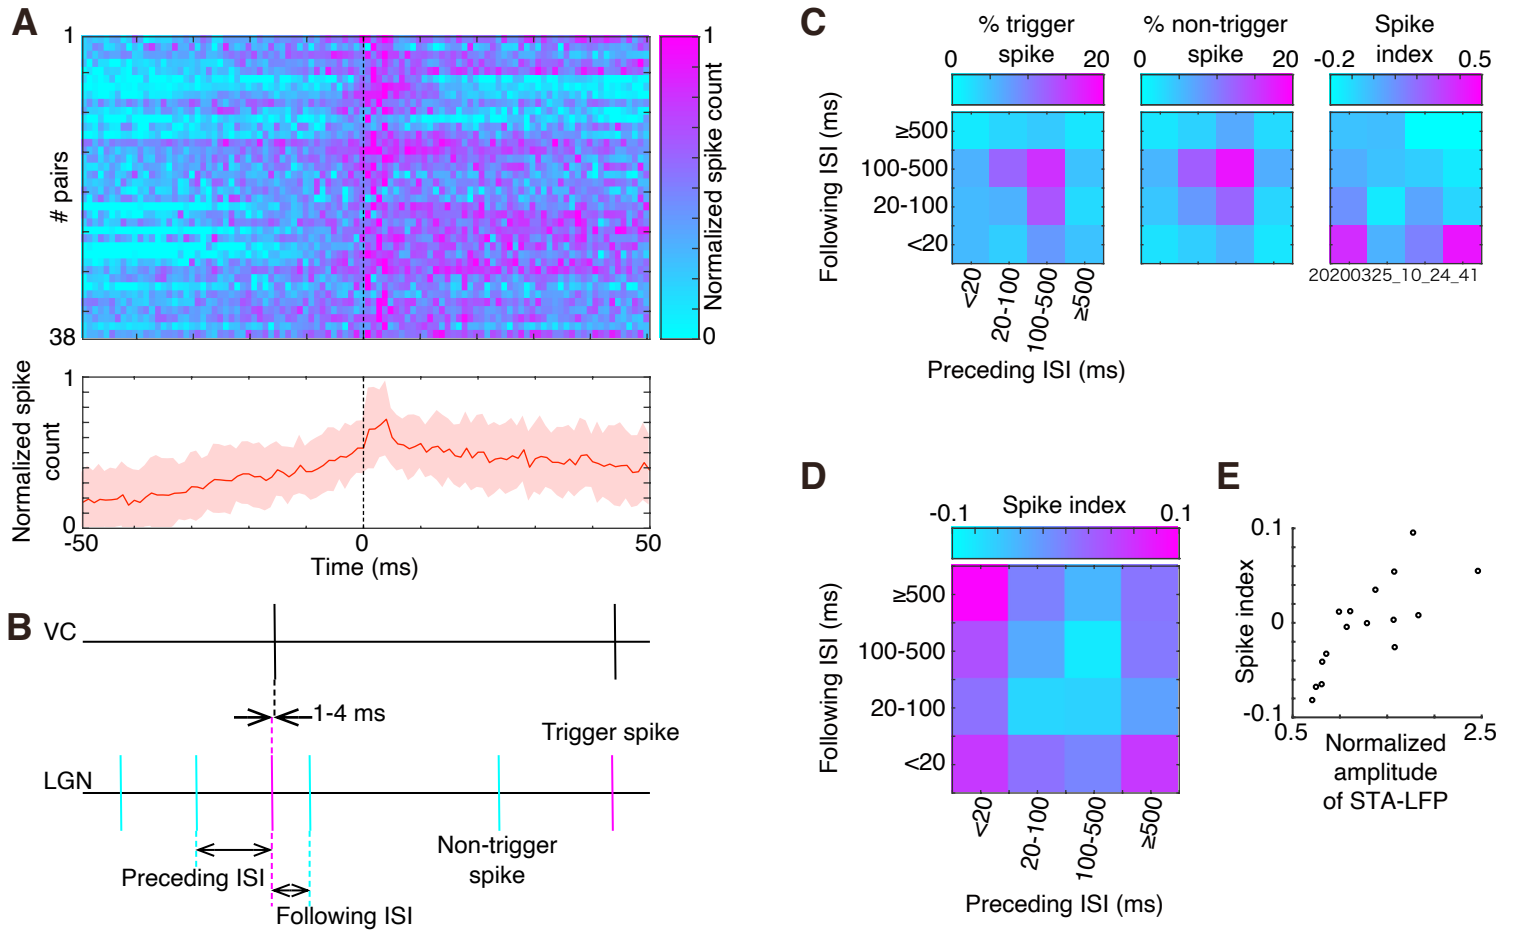 A
1
# pairs
38
1
Normalized spike count
0
1
Normalized spike
count
0
-50
0
50
Time (ms)
B
VC
1-4 ms
Trigger spike
LGN
Non-trigger
spike
Preceding ISI
Following ISI
C
% trigger
spike
0
20
% non-trigger
spike
0
20
Spike
index
-0.2
0.5
Following ISI (ms)
≥500
100-500
20-100
<20
<20
20-100
100-500
≥500
Preceding ISI (ms)
20200325_10_24_41
D
Spike index
-0.1
0.1
Following ISI (ms)
≥500
100-500
20-100
<20
<20
20-100
100-500
≥500
Preceding ISI (ms)
E
Spike index
0.1
0
-0.1
0.5
2.5
Normalized
amplitude
of STA-LFP